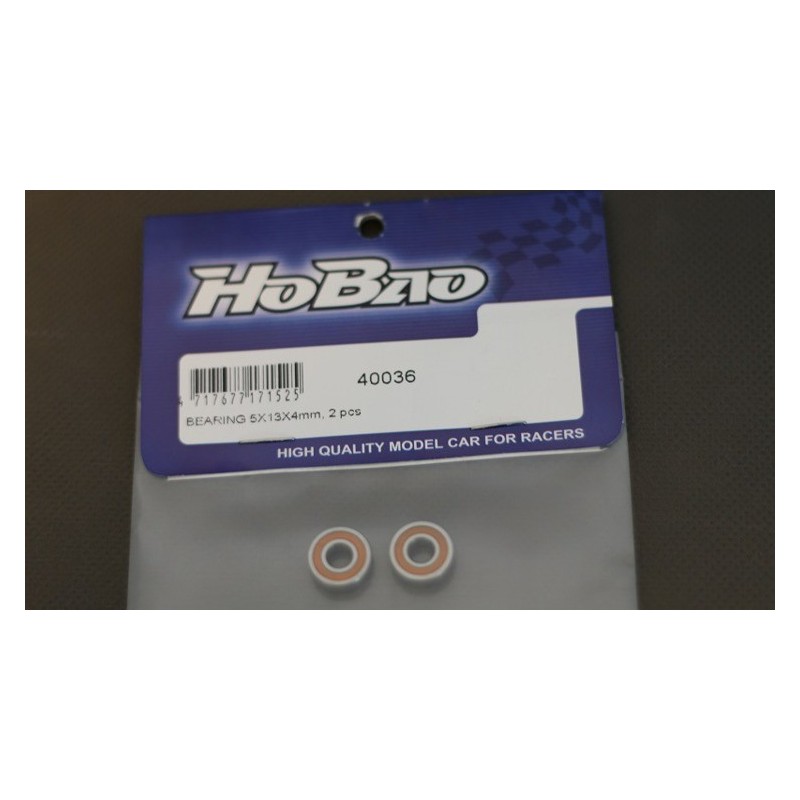 HoBao
40036
4 717677 171525
BEARING 5X13X4mm, 2 pcs
HIGH QUALITY MODEL CAR FOR RACERS